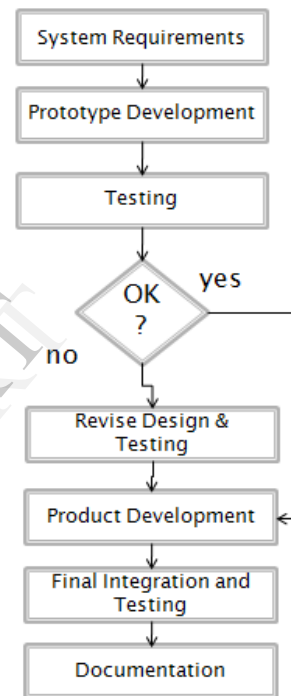 System Requirements
Prototype Development
Testing
OK
?
yes
no
Revise Design &
Testing
Product Development
Final Integration and
Testing
Documentation